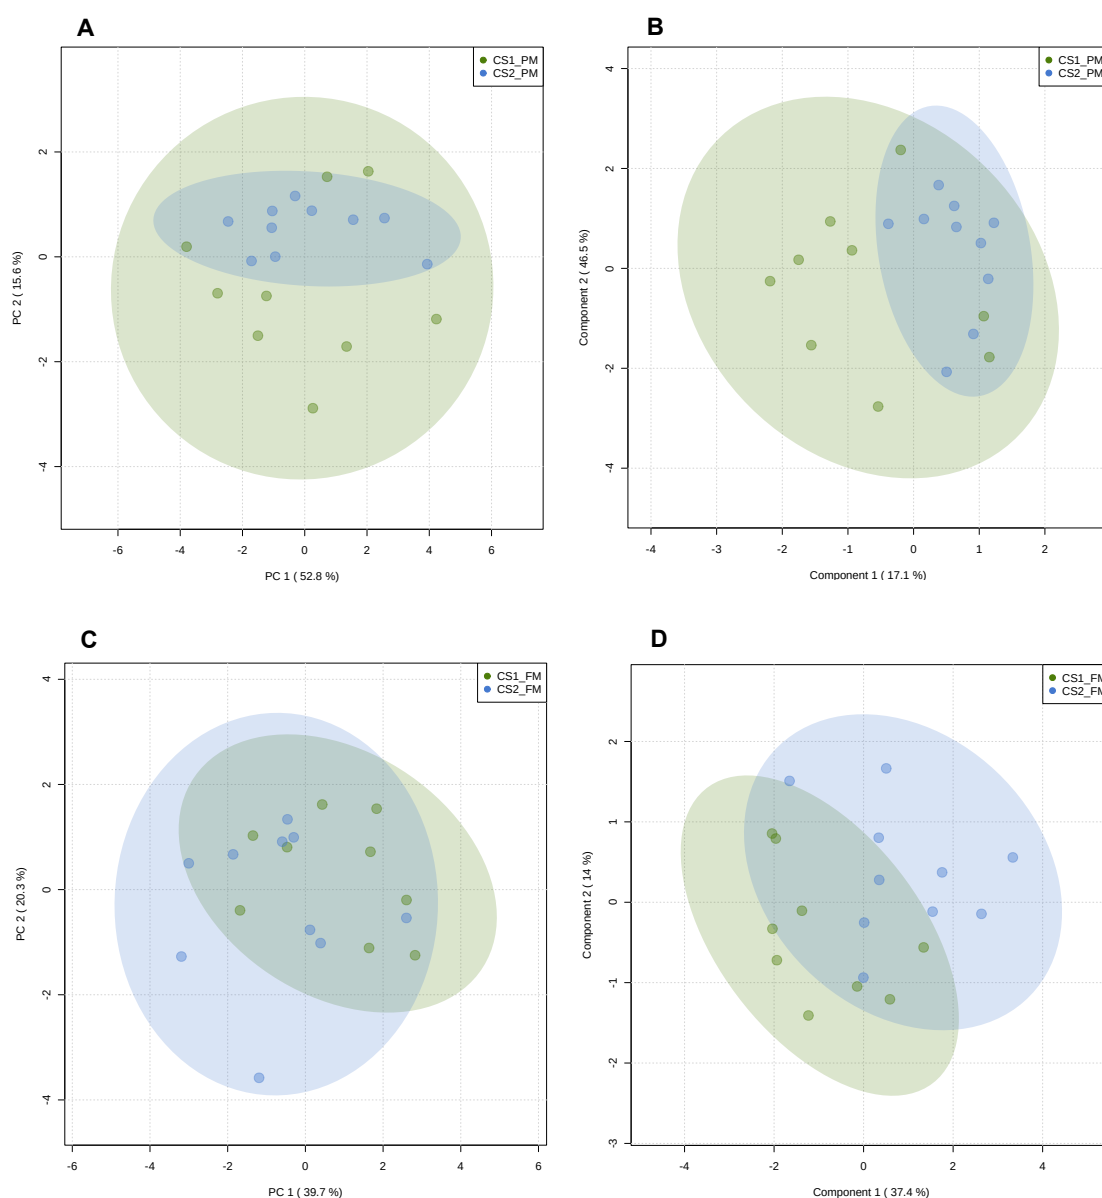 A
CS1_PM
CS2_PM
2
0
-2
-4
PC 2 ( 15.6 %)
-6
-4
-2
0
2
4
6
PC 1 ( 52.8 %)
B
CS1_PM
CS2_PM
4
2
0
-2
-4
Component 2 ( 46.5 %)
-4
-3
-2
-1
0
1
2
Component 1 ( 17.1 %)
C
CS1_FM
CS2_FM
4
2
0
-2
-4
PC 2 ( 20.3 %)
-6
-4
-2
0
2
4
6
PC 1 ( 39.7 %)
D
CS1_FM
CS2_FM
2
1
0
-1
-2
-3
Component 2 ( 14 %)
-4
-2
0
2
4
Component 1 ( 37.4 %)